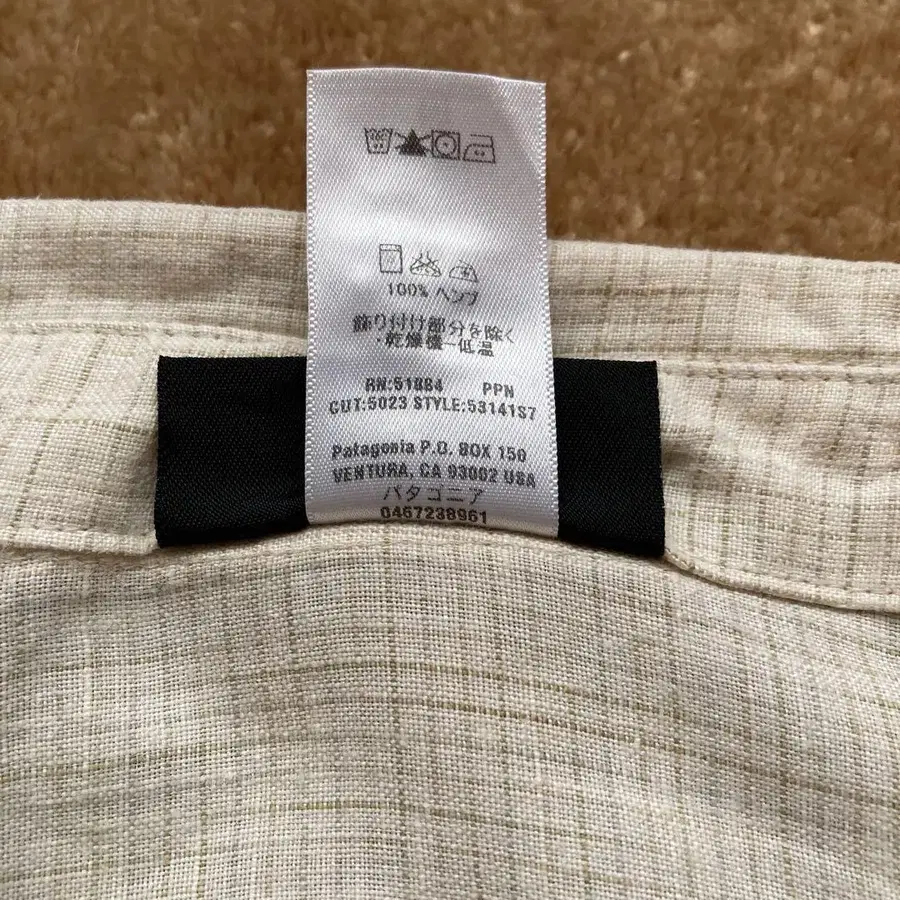 100% ヘンプ
飾り付け部分を除く
・乾燥機ー低温
RN:51884 PPN
CUT:5023 STYLE:53141S7
Patagonia P.O. BOX 150
VENTURA, CA 93002 USA
パタゴニア
0467238961